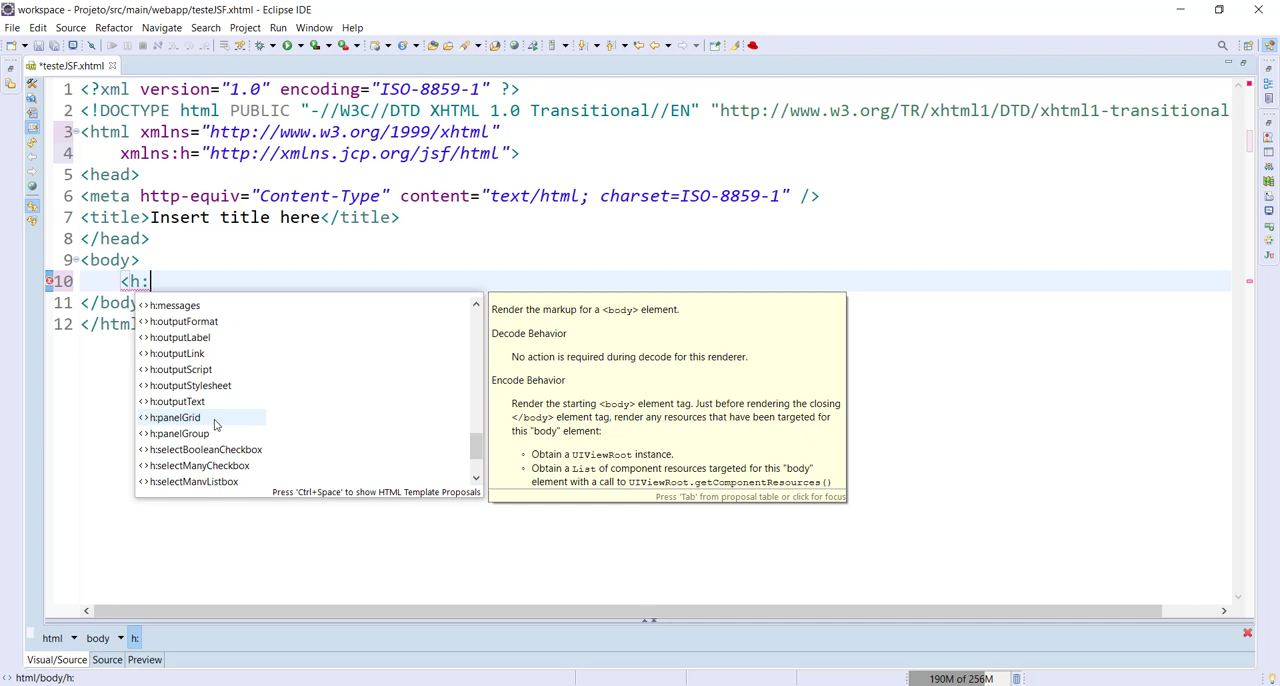 workspace - Projeto/src/main/webapp/testeJSF.xhtml - Eclipse IDE
File Edit Source Refactor Navigate Search Project Run Window Help
*testeJSF.xhtml
1 <?xml version="1.0" encoding="ISO-8859-1" ?>
2 <!DOCTYPE html PUBLIC "-//W3C//DTD XHTML 1.0 Transitional//EN" "http://www.w3.org/TR/xhtml1/DTD/xhtml1-transitional
3 <html xmlns="http://www.w3.org/1999/xhtml"
4 xmlns:h="http://xmlns.jcp.org/jsf/html">
5 <head>
6 <meta http-equiv="Content-Type" content="text/html; charset=ISO-8859-1" />
7 <title>Insert title here</title>
8 </head>
9 <body>
10 <h:
11 </body
12 </html
h:messages
h:outputFormat
h:outputLabel
h:outputLink
h:outputScript
h:outputStylesheet
h:outputText
h:panelGrid
h:panelGroup
h:selectBooleanCheckbox
h:selectManyCheckbox
h:selectManyListbox
Press 'Ctrl+Space' to show HTML Template Proposals
Render the markup for a <body> element.
Decode Behavior
No action is required during decode for this renderer.
Encode Behavior
Render the starting <body> element tag. Just before rendering the closing
</body> element tag, render any resources that have been targeted for
this "body" element:
Obtain a UIViewRoot instance.
Obtain a List of component resources targeted for this "body"
element with a call to UIViewRoot.getComponentResources()
Press 'Tab' from proposal table or click for focus
html body h:
Visual/Source Source Preview
html/body/h: 190M of 256M